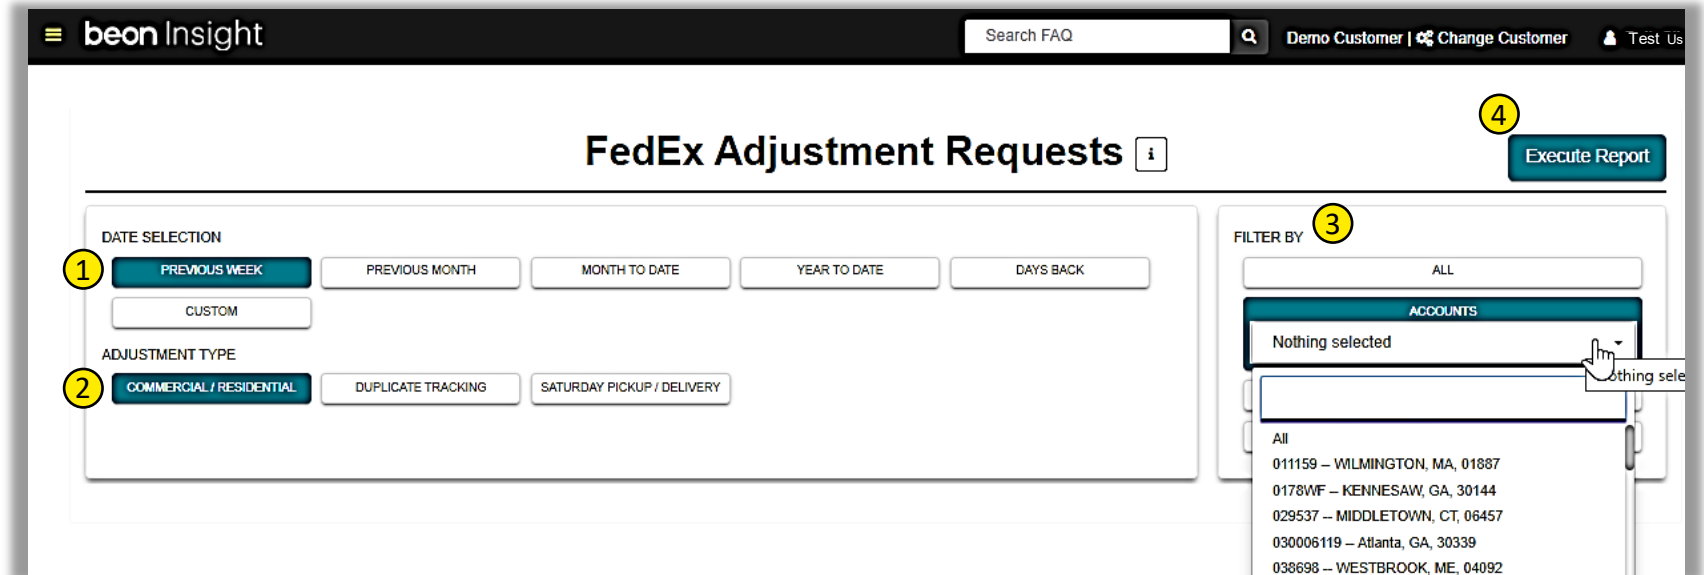 beon Insight
Search FAQ
Demo Customer | Change Customer
Test Us
4
FedEx Adjustment Requests i
Execute Report
DATE SELECTION
1
PREVIOUS WEEK
PREVIOUS MONTH
MONTH TO DATE
YEAR TO DATE
DAYS BACK
CUSTOM
ADJUSTMENT TYPE
2
COMMERCIAL / RESIDENTIAL
DUPLICATE TRACKING
SATURDAY PICKUP / DELIVERY
FILTER BY
3
ALL
ACCOUNTS
Nothing selected
othing sele
All
011159 -- WILMINGTON, MA, 01887
0178WF -- KENNESAW, GA, 30144
029537 -- MIDDLETOWN, CT, 06457
030006119 -- Atlanta, GA, 30339
038698 -- WESTBROOK, ME, 04092